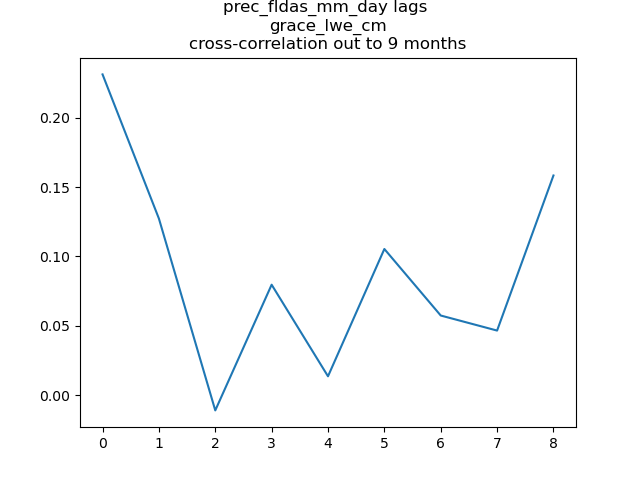 prec_fldas_mm_day lags
grace_lwe_cm
cross-correlation out to 9 months
0.20
0.15
0.10
0.05
0.00
0 1 2 3 4 5 6 7 8